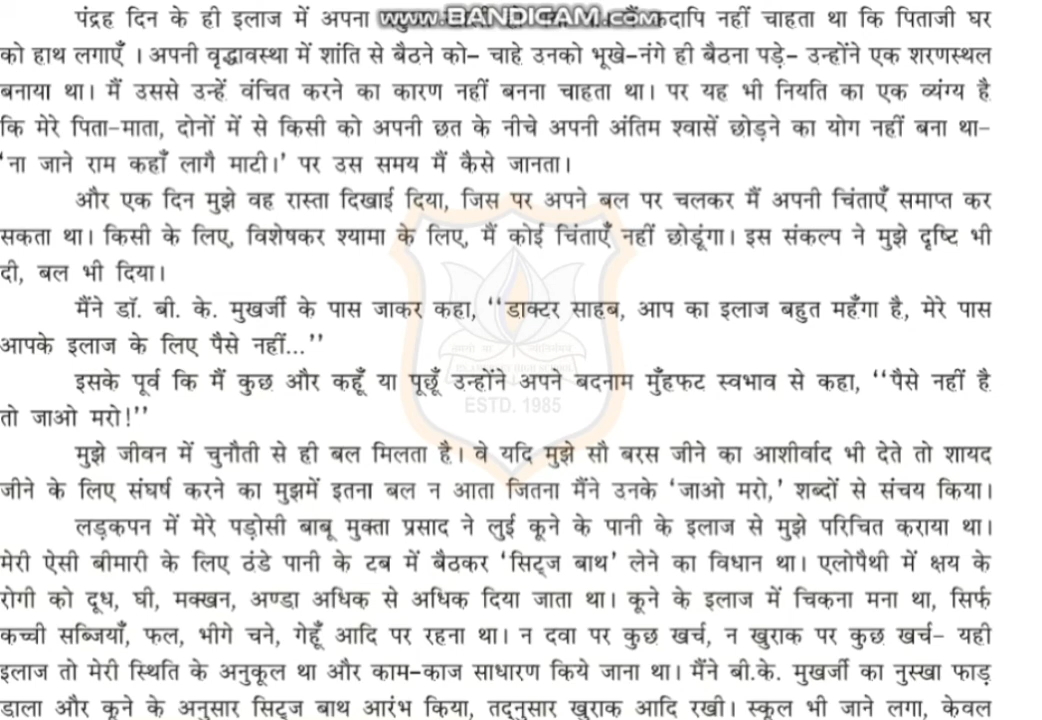 पंद्रह दिन के ही इलाज में अपना www.BANDICAM.com कदापि नहीं चाहता था कि पिताजी घर
को हाथ लगाएँ । अपनी वृद्धावस्था में शांति से बैठने को- चाहे उनको भूखे-नंगे ही बैठना पड़े- उन्होंने एक शरणस्थल
बनाया था। मैं उससे उन्हें वंचित करने का कारण नहीं बनना चाहता था। पर यह भी नियति का एक व्यंग्य है
कि मेरे पिता-माता, दोनों में से किसी को अपनी छत के नीचे अपनी अंतिम श्वासें छोड़ने का योग नहीं बना था-
'ना जाने राम कहाँ लागै माटी।' पर उस समय मैं कैसे जानता।
और एक दिन मुझे वह रास्ता दिखाई दिया, जिस पर अपने बल पर चलकर मैं अपनी चिंताएँ समाप्त कर
सकता था। किसी के लिए, विशेषकर श्यामा के लिए, मैं कोई चिंताएँ नहीं छोड़ूंगा। इस संकल्प ने मुझे दृष्टि भी
दी, बल भी दिया।
मैंने डॉ. बी. के. मुखर्जी के पास जाकर कहा, ''डाक्टर साहब, आप का इलाज बहुत महँगा है, मेरे पास
आपके इलाज के लिए पैसे नहीं...''
इसके पूर्व कि मैं कुछ और कहूँ या पूछूँ उन्होंने अपने बदनाम मुँहफट स्वभाव से कहा, ''पैसे नहीं है
तो जाओ मरो!''
ESTD. 1985
मुझे जीवन में चुनौती से ही बल मिलता है। वे यदि मुझे सौ बरस जीने का आशीर्वाद भी देते तो शायद
जीने के लिए संघर्ष करने का मुझमें इतना बल न आता जितना मैंने उनके 'जाओ मरो,' शब्दों से संचय किया।
लड़कपन में मेरे पड़ोसी बाबू मुक्ता प्रसाद ने लुई कूने के पानी के इलाज से मुझे परिचित कराया था।
मेरी ऐसी बीमारी के लिए ठंडे पानी के टब में बैठकर 'सिट्ज बाथ' लेने का विधान था। एलोपैथी में क्षय के
रोगी को दूध, घी, मक्खन, अण्डा अधिक से अधिक दिया जाता था। कूने के इलाज में चिकना मना था, सिर्फ
कच्ची सब्जियाँ, फल, भीगे चने, गेहूँ आदि पर रहना था। न दवा पर कुछ खर्च, न खुराक पर कुछ खर्च- यही
इलाज तो मेरी स्थिति के अनुकूल था और काम-काज साधारण किये जाना था। मैंने बी.के. मुखर्जी का नुस्खा फाड़
डाला और कूने के अनुसार सिट्ज बाथ आरंभ किया, तद्नुसार खुराक आदि रखी। स्कूल भी जाने लगा, केवल